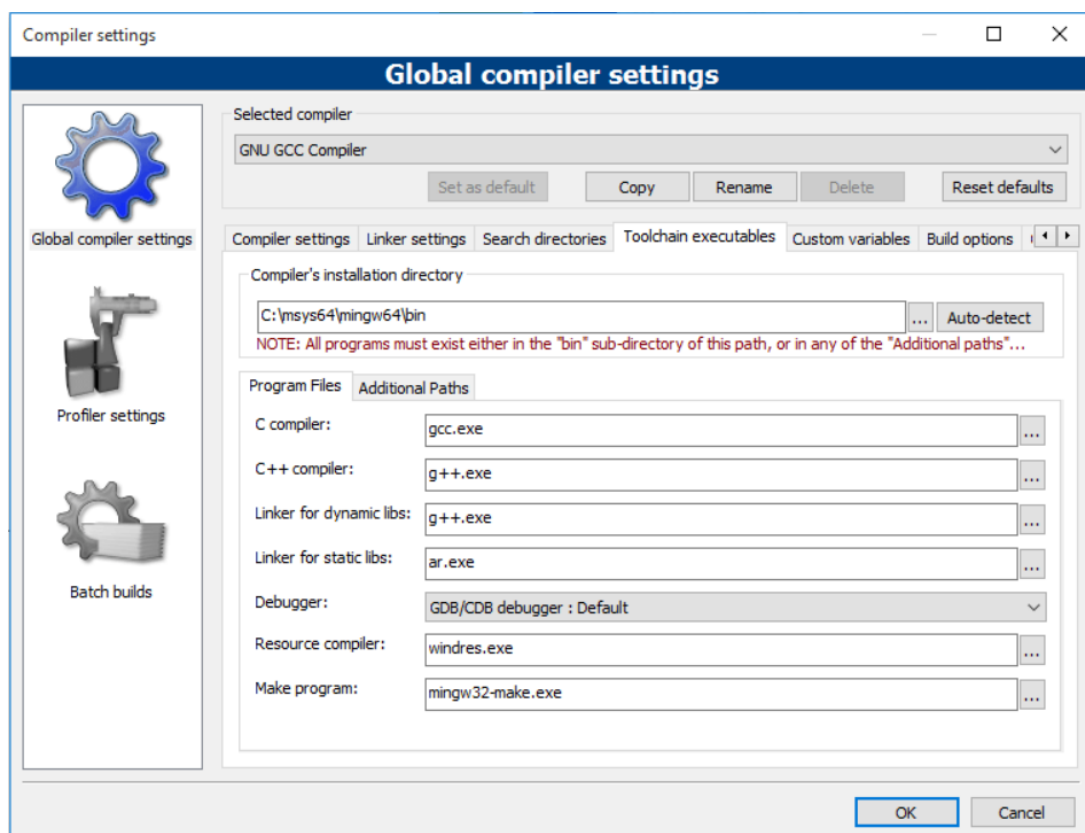 Compiler settings
Global compiler settings
Global compiler settings
Profiler settings
Batch builds
Selected compiler
GNU GCC Compiler
Set as default Copy Rename Delete Reset defaults
Compiler settings Linker settings Search directories Toolchain executables Custom variables Build options
Compiler's installation directory
C:\msys64\mingw64\bin ... Auto-detect
NOTE: All programs must exist either in the "bin" sub-directory of this path, or in any of the "Additional paths"...
Program Files Additional Paths
C compiler: gcc.exe ...
C++ compiler: g++.exe ...
Linker for dynamic libs: g++.exe ...
Linker for static libs: ar.exe ...
Debugger: GDB/CDB debugger : Default
Resource compiler: windres.exe ...
Make program: mingw32-make.exe ...
OK Cancel